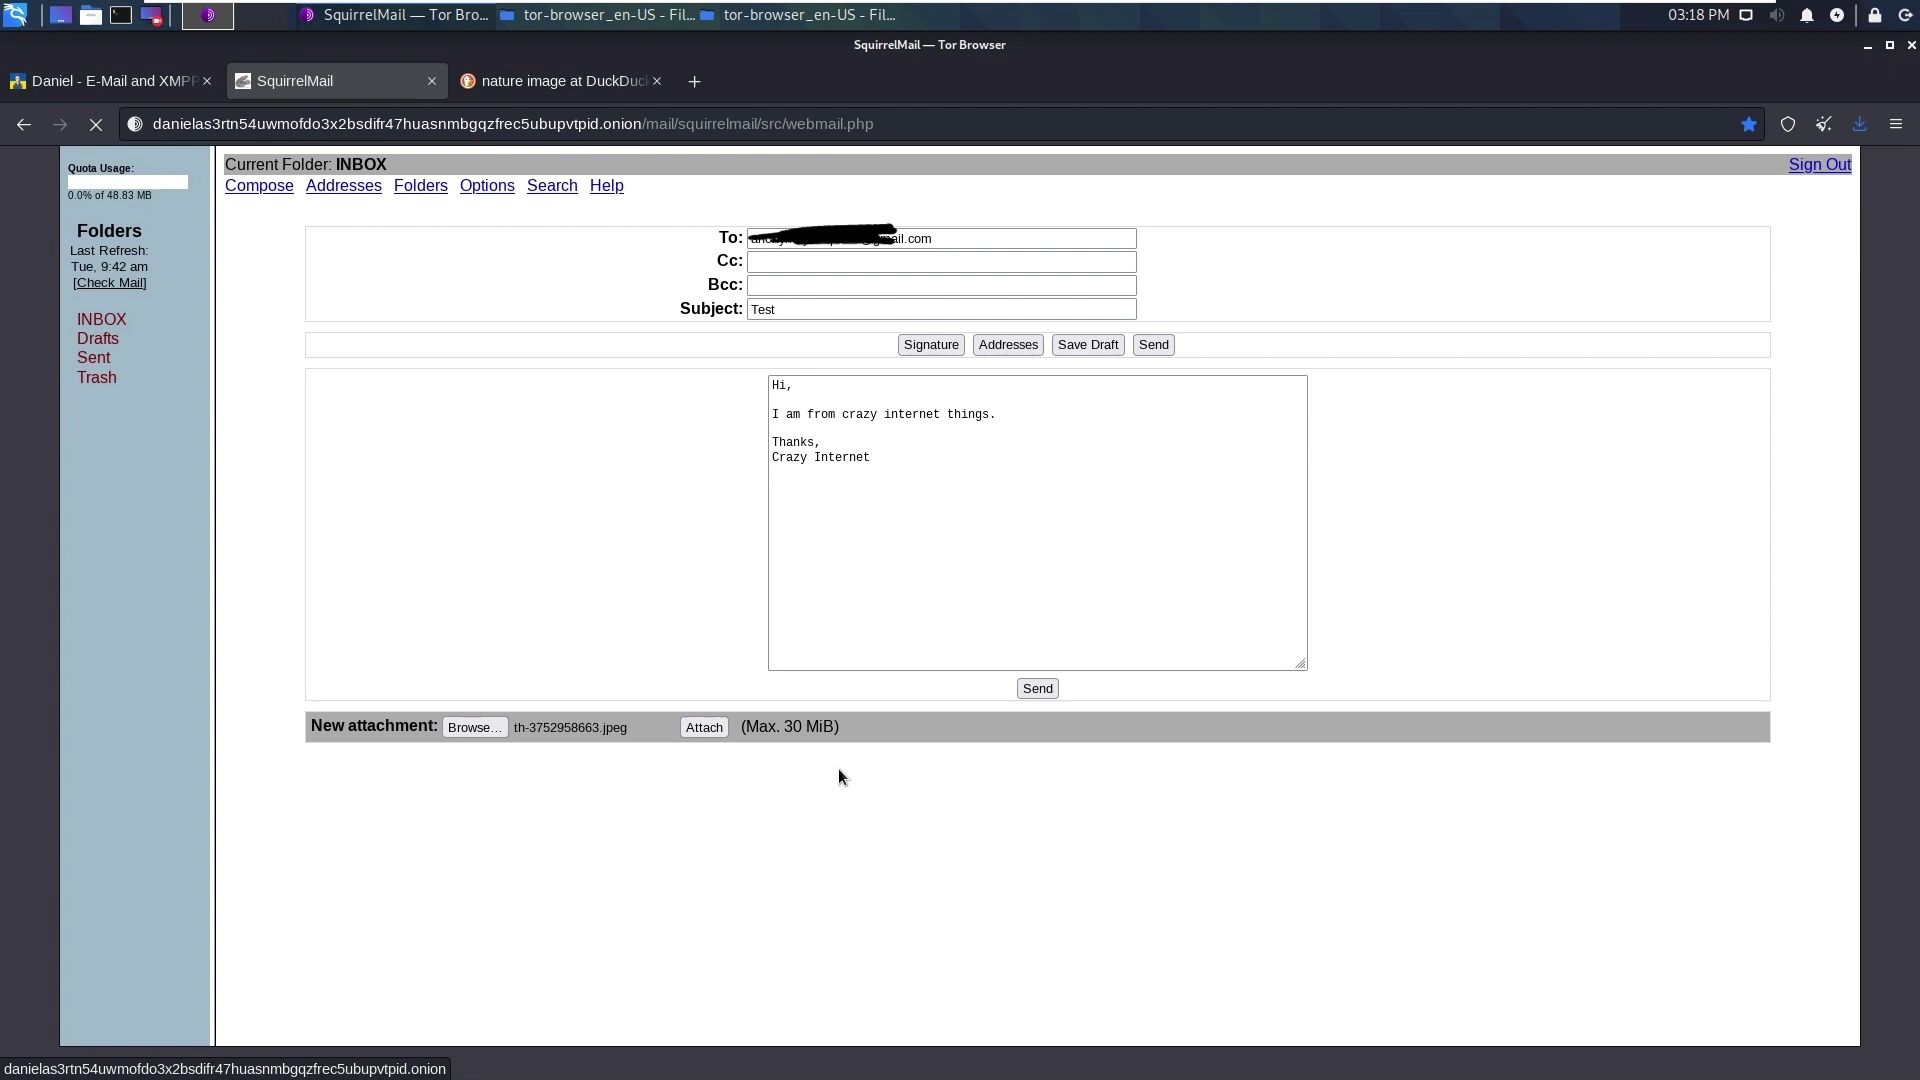 SquirrelMail — Tor Bro...
tor-browser_en-US - Fil...
tor-browser_en-US - Fil...
03:18 PM
SquirrelMail — Tor Browser
Daniel - E-Mail and XMPP
SquirrelMail
nature image at DuckDuc
danielas3rtn54uwmofdo3x2bsdifr47huasnmbgqzfrec5ubupvtpid.onion/mail/squirrelmail/src/webmail.php
Quota Usage:
0.0% of 48.83 MB
Folders
Last Refresh:
Tue, 9:42 am
[Check Mail]
INBOX
Drafts
Sent
Trash
Current Folder: INBOX
Sign Out
Compose Addresses Folders Options Search Help
To: mail.com
Cc:
Bcc:
Subject: Test
Signature Addresses Save Draft Send
Hi,
I am from crazy internet things.
Thanks,
Crazy Internet
Send
New attachment: Browse... th-3752958663.jpeg Attach (Max. 30 MiB)
danielas3rtn54uwmofdo3x2bsdifr47huasnmbgqzfrec5ubupvtpid.onion